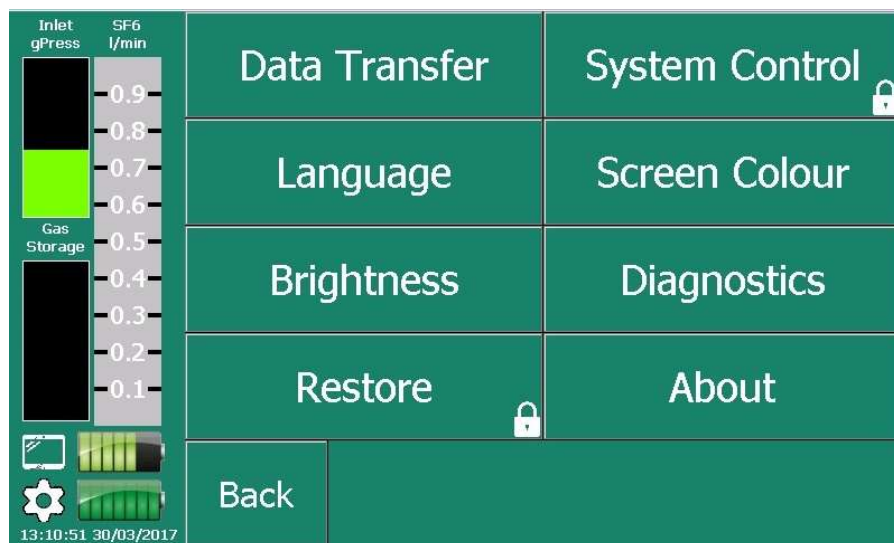 Inlet
gPress
SF6
l/min
0.9
0.8
0.7
0.6
0.5
0.4
0.3
0.2
0.1
Gas
Storage
13:10:51 30/03/2017
Data Transfer
System Control
Language
Screen Colour
Brightness
Diagnostics
Restore
About
Back